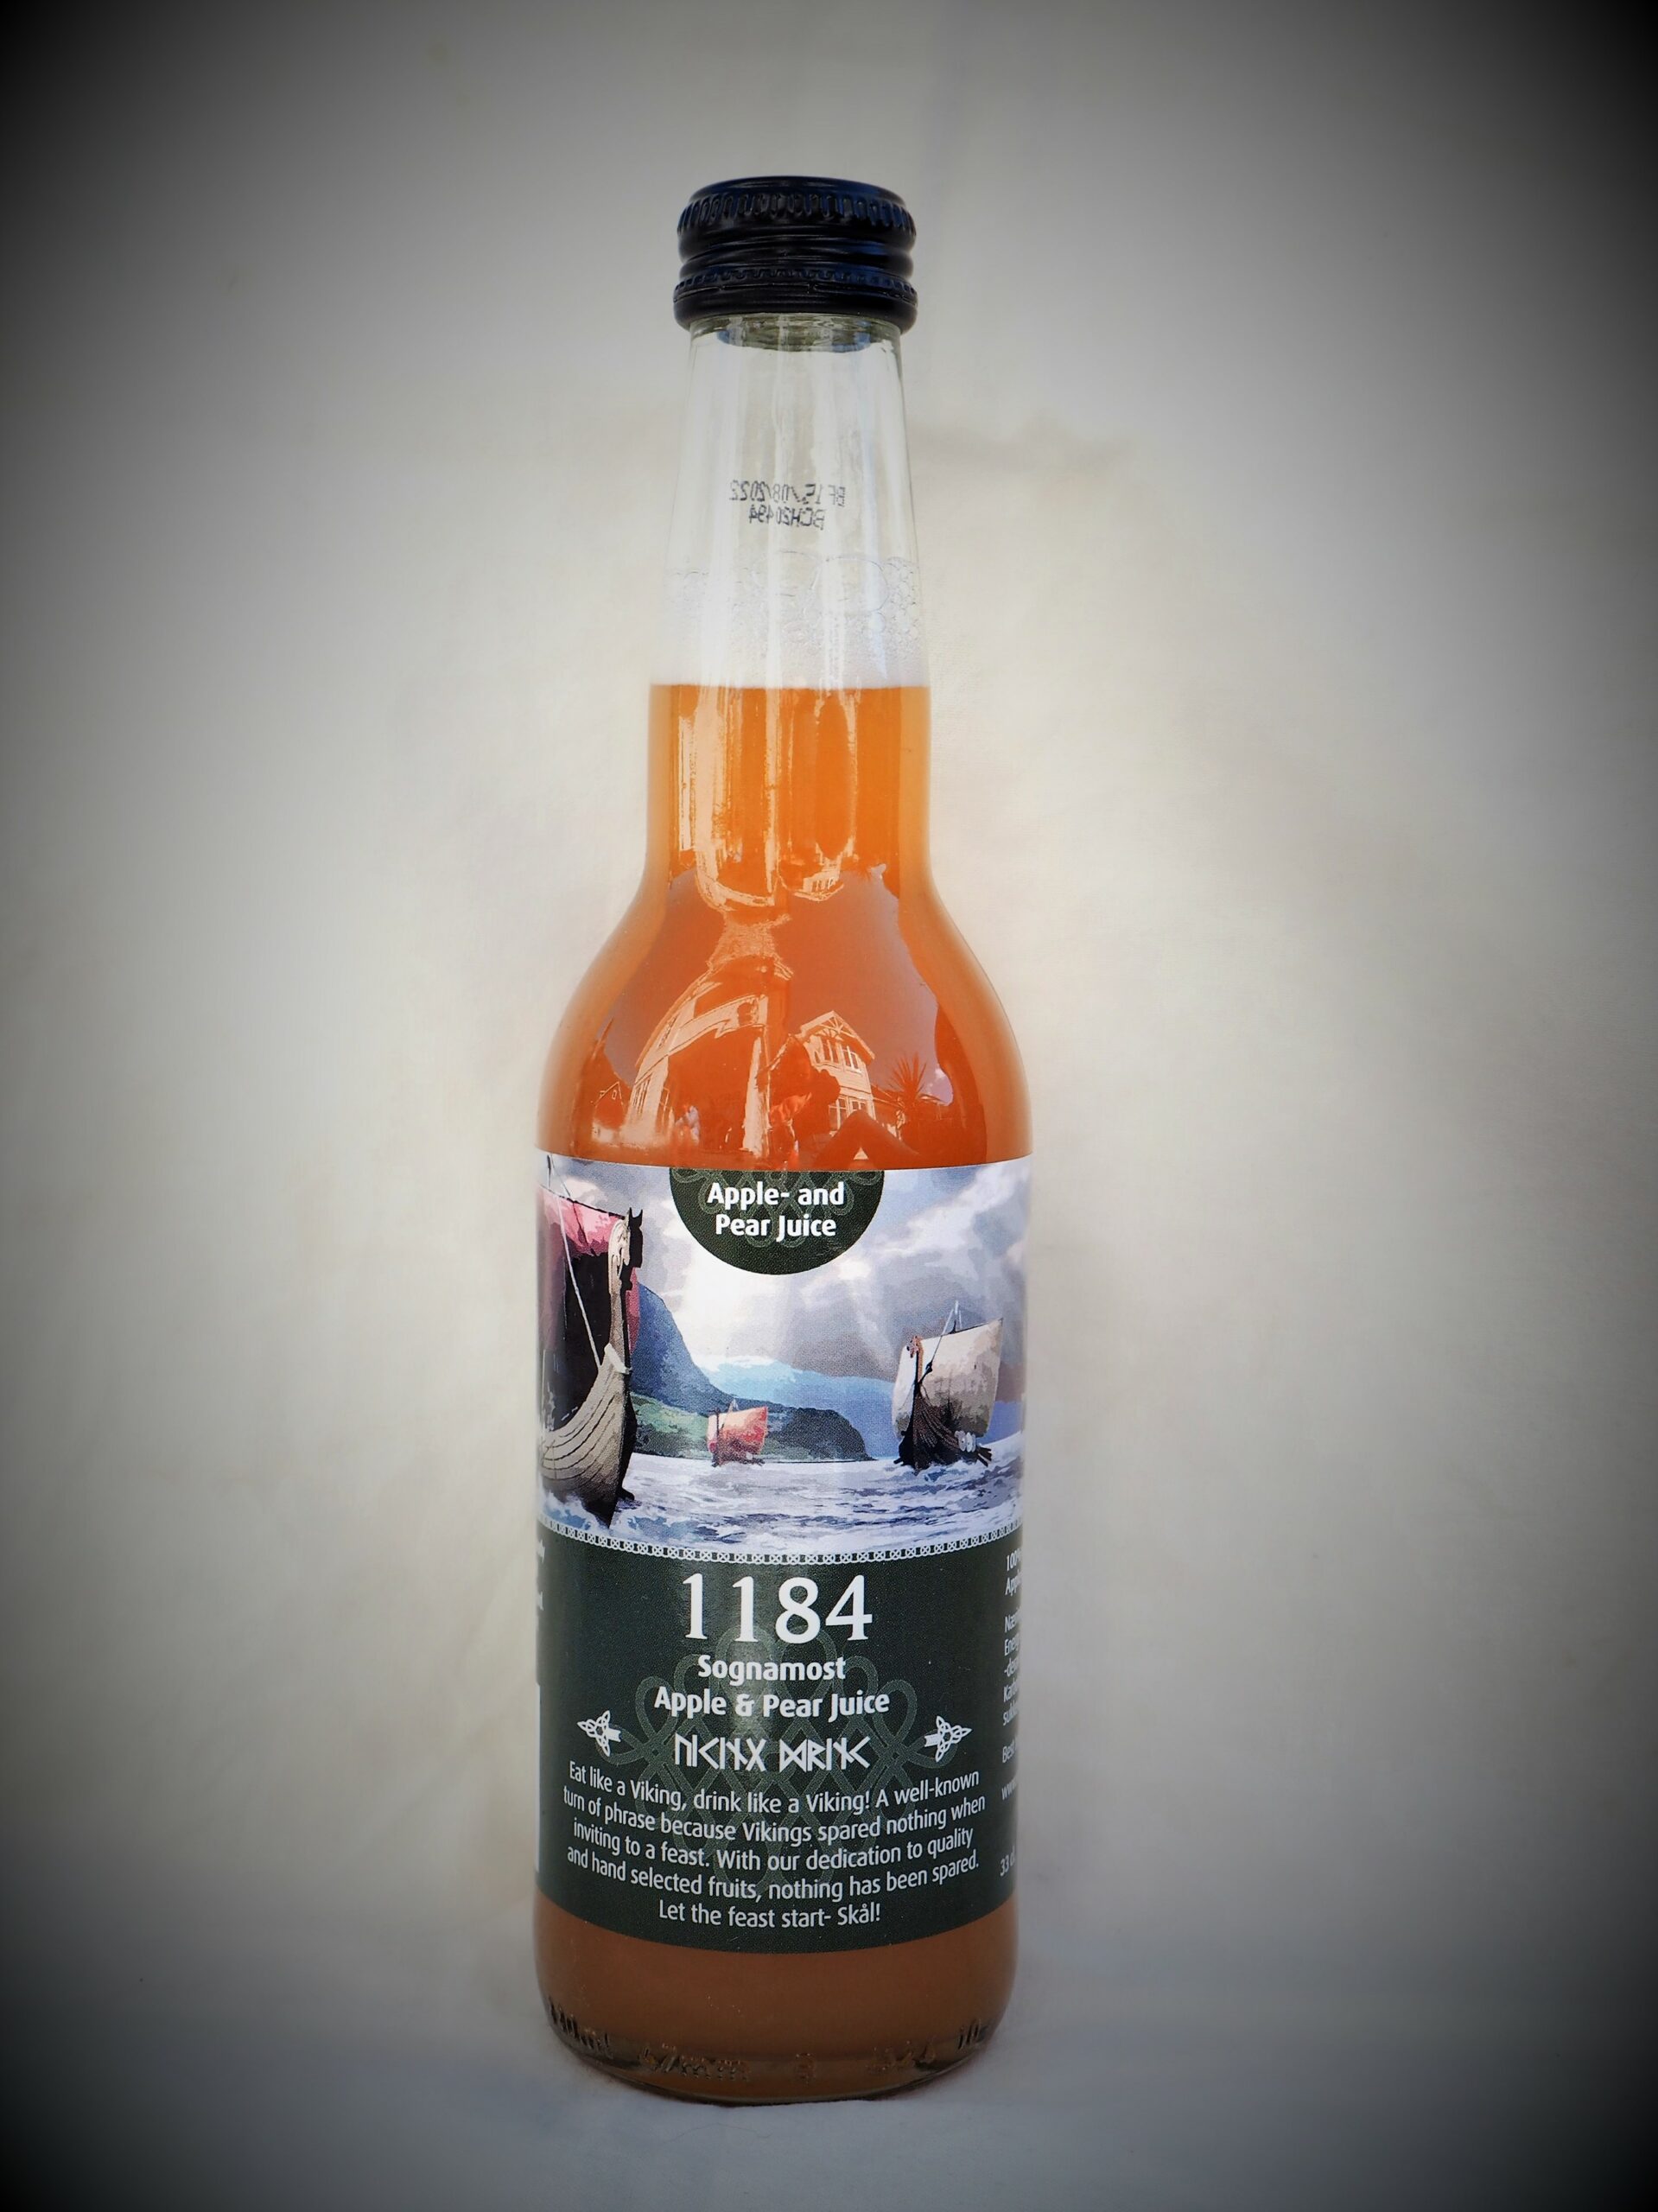 BF 15/08/2022
BCH20494
Apple- and
Pear Juice
1184
Sognamost
Apple & Pear Juice
ᚢᛁᚲᛁᚾᚷ ᛞᚱᛁᚾᚲ
Eat like a Viking, drink like a Viking! A well-known
turn of phrase because Vikings spared nothing when
inviting to a feast. With our dedication to quality
and hand selected fruits, nothing has been spared.
Let the feast start- Skål!